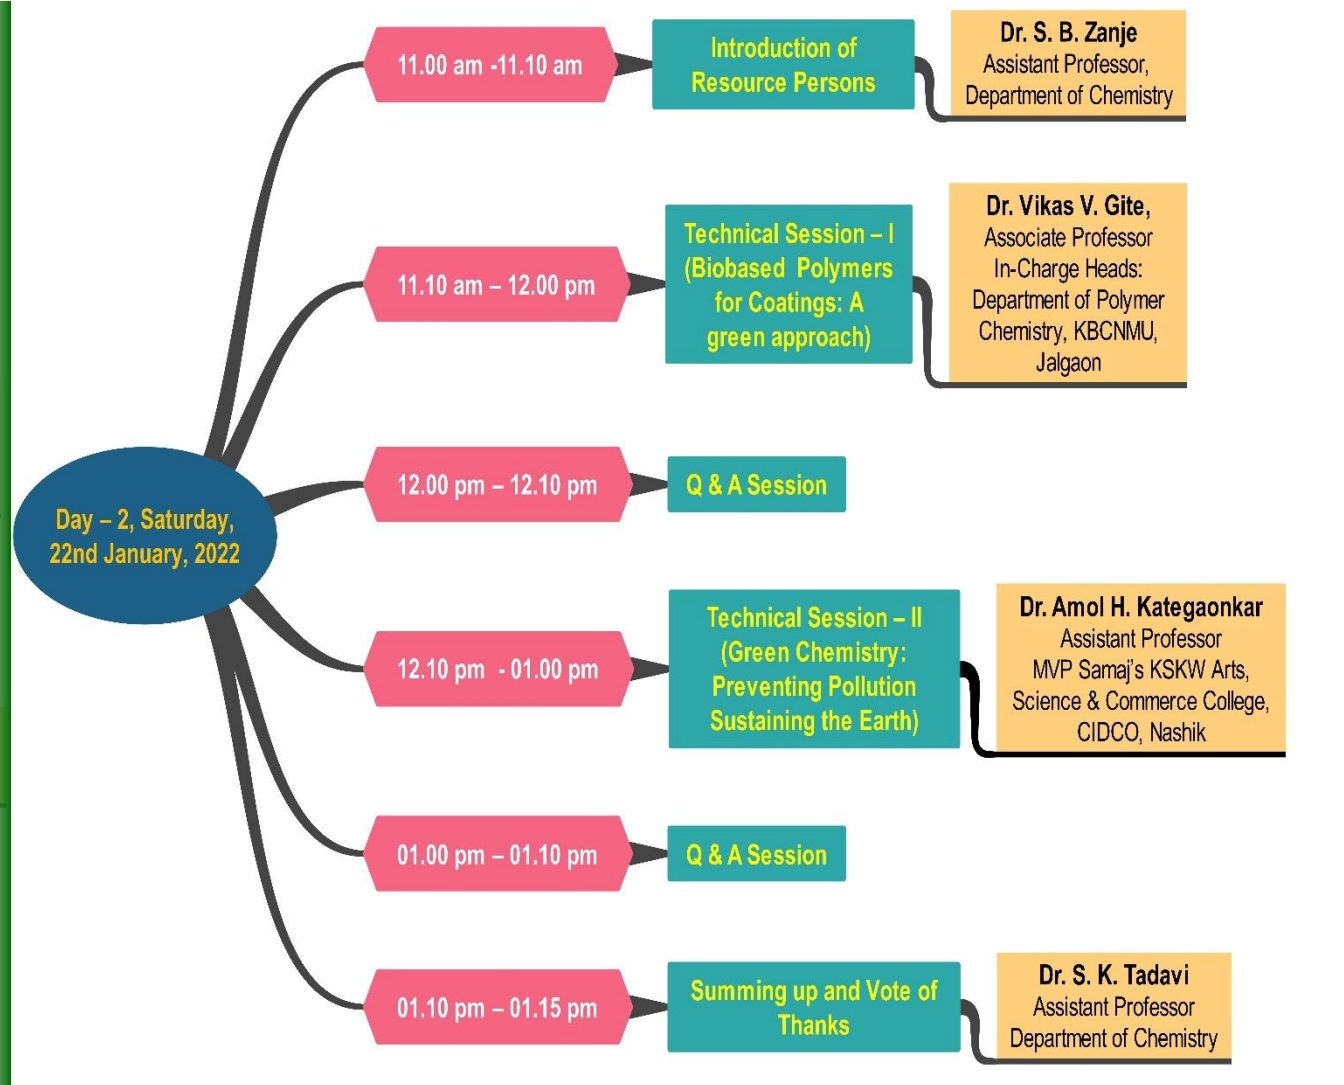 11.00 am -11.10 am
Introduction of
Resource Persons
Dr. S. B. Zanje
Assistant Professor,
Department of Chemistry
11.10 am – 12.00 pm
Technical Session – I
(Biobased Polymers
for Coatings: A
green approach)
Dr. Vikas V. Gite,
Associate Professor
In-Charge Heads:
Department of Polymer
Chemistry, KBCNMU,
Jalgaon
12.00 pm – 12.10 pm
Q & A Session
Day – 2, Saturday,
22nd January, 2022
12.10 pm - 01.00 pm
Technical Session – II
(Green Chemistry:
Preventing Pollution
Sustaining the Earth)
Dr. Amol H. Kategaonkar
Assistant Professor
MVP Samaj’s KSKW Arts,
Science & Commerce College,
CIDCO, Nashik
01.00 pm – 01.10 pm
Q & A Session
01.10 pm – 01.15 pm
Summing up and Vote of
Thanks
Dr. S. K. Tadavi
Assistant Professor
Department of Chemistry